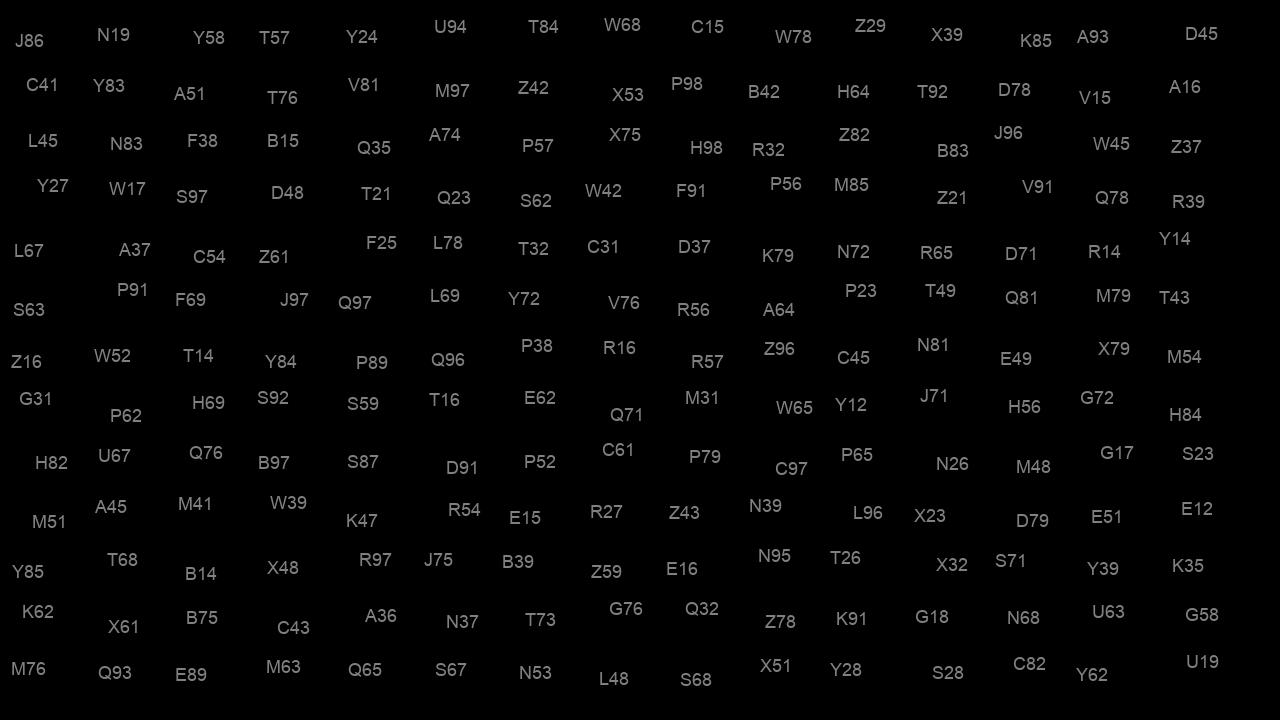 J86 N19 Y58 T57 Y24 U94 T84 W68 C15 W78 Z29 X39 K85 A93 D45
C41 Y83 A51 T76 V81 M97 Z42 X53 P98 B42 H64 T92 D78 V15 A16
L45 N83 F38 B15 Q35 A74 P57 X75 H98 R32 Z82 B83 J96 W45 Z37
Y27 W17 S97 D48 T21 Q23 S62 W42 F91 P56 M85 Z21 V91 Q78 R39
L67 A37 C54 Z61 F25 L78 T32 C31 D37 K79 N72 R65 D71 R14 Y14
S63 P91 F69 J97 Q97 L69 Y72 V76 R56 A64 P23 T49 Q81 M79 T43
Z16 W52 T14 Y84 P89 Q96 P38 R16 R57 Z96 C45 N81 E49 X79 M54
G31 P62 H69 S92 S59 T16 E62 Q71 M31 W65 Y12 J71 H56 G72 H84
H82 U67 Q76 B97 S87 D91 P52 C61 P79 C97 P65 N26 M48 G17 S23
M51 A45 M41 W39 K47 R54 E15 R27 Z43 N39 L96 X23 D79 E51 E12
Y85 T68 B14 X48 R97 J75 B39 Z59 E16 N95 T26 X32 S71 Y39 K35
K62 X61 B75 C43 A36 N37 T73 G76 Q32 Z78 K91 G18 N68 U63 G58
M76 Q93 E89 M63 Q65 S67 N53 L48 S68 X51 Y28 S28 C82 Y62 U19